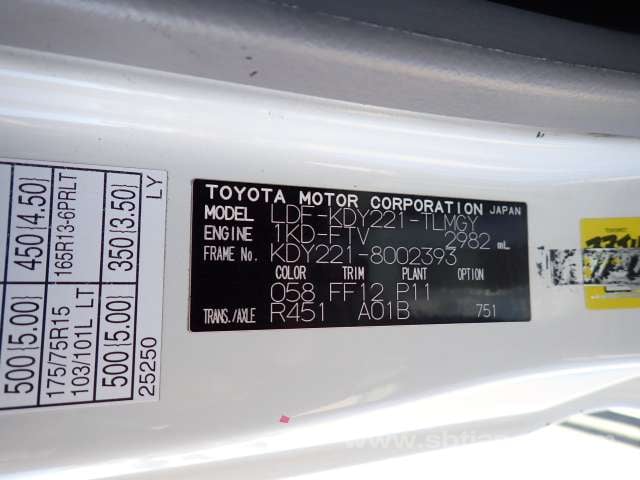 TOYOTA MOTOR CORPORATION JAPAN
MODEL LDF-KDY221-TLMGY
ENGINE 1KD-FTV 2982 mL
FRAME No. KDY221-8002393
COLOR TRIM PLANT OPTION
058 FF12 P11
TRANS./AXLE R451 A01B 751
450{4.50}
500{5.00}
165R13-6PRLT
175/75R15
103/101L LT
350{3.50}
500{5.00}
LY
25250